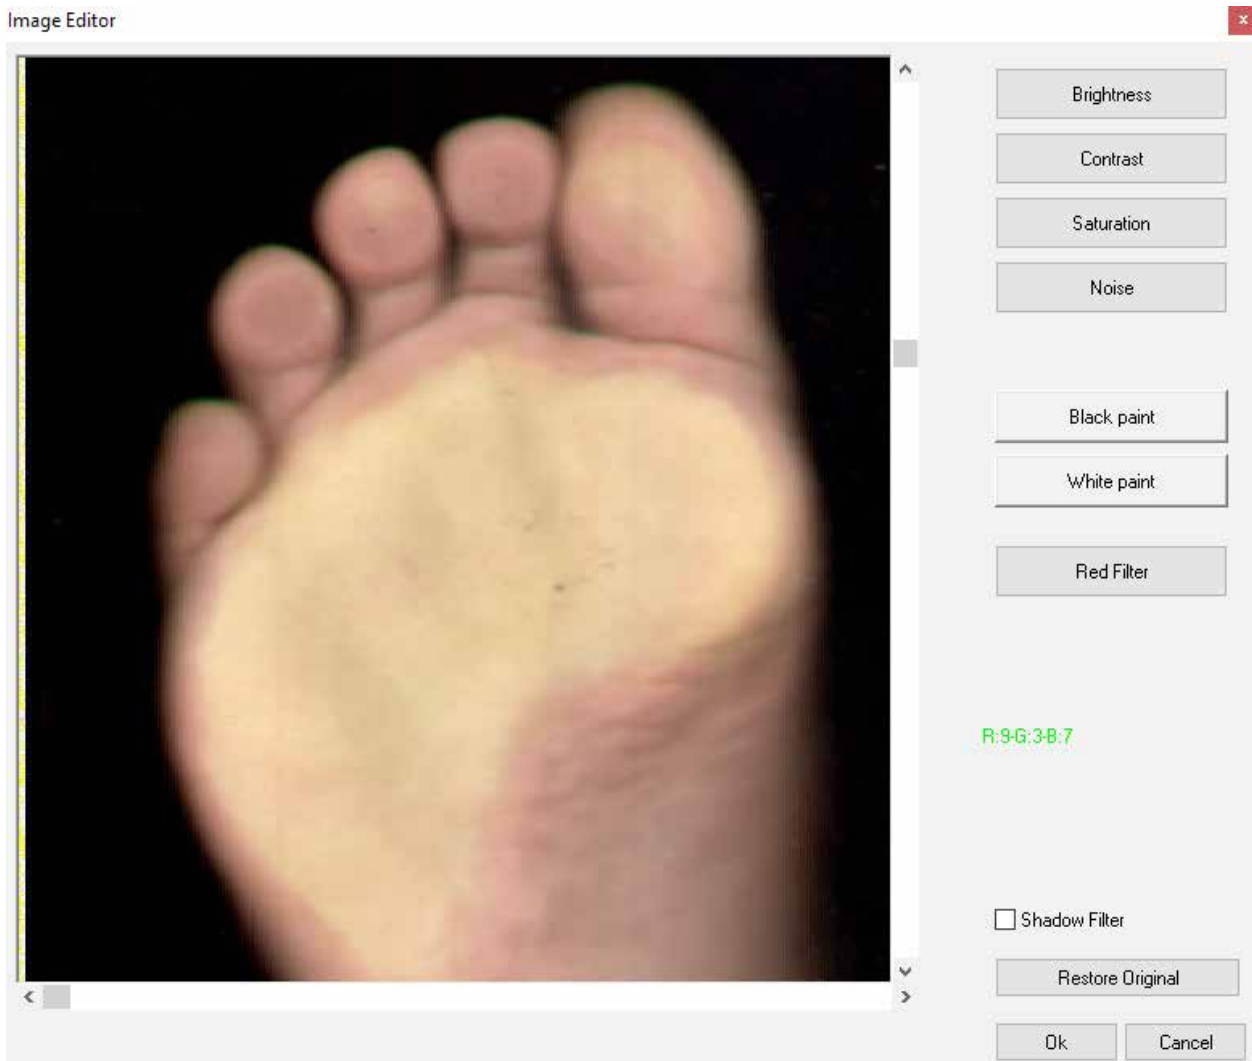 Image Editor
x
Brightness
Contrast
Saturation
Noise
Black paint
White paint
Red Filter
R:9-G:3-B:7
Shadow Filter
Restore Original
Ok Cancel